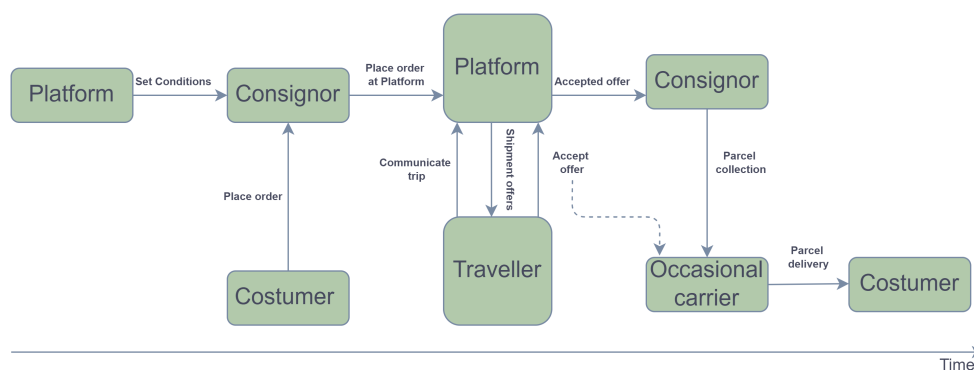 Platform
Set Conditions
Consignor
Place order
at Platform
Platform
Accepted offer
Consignor
Communicate
trip
Shipment offers
Accept
offer
Parcel
collection
Place order
Costumer
Traveller
Occasional
carrier
Parcel
delivery
Costumer
Time